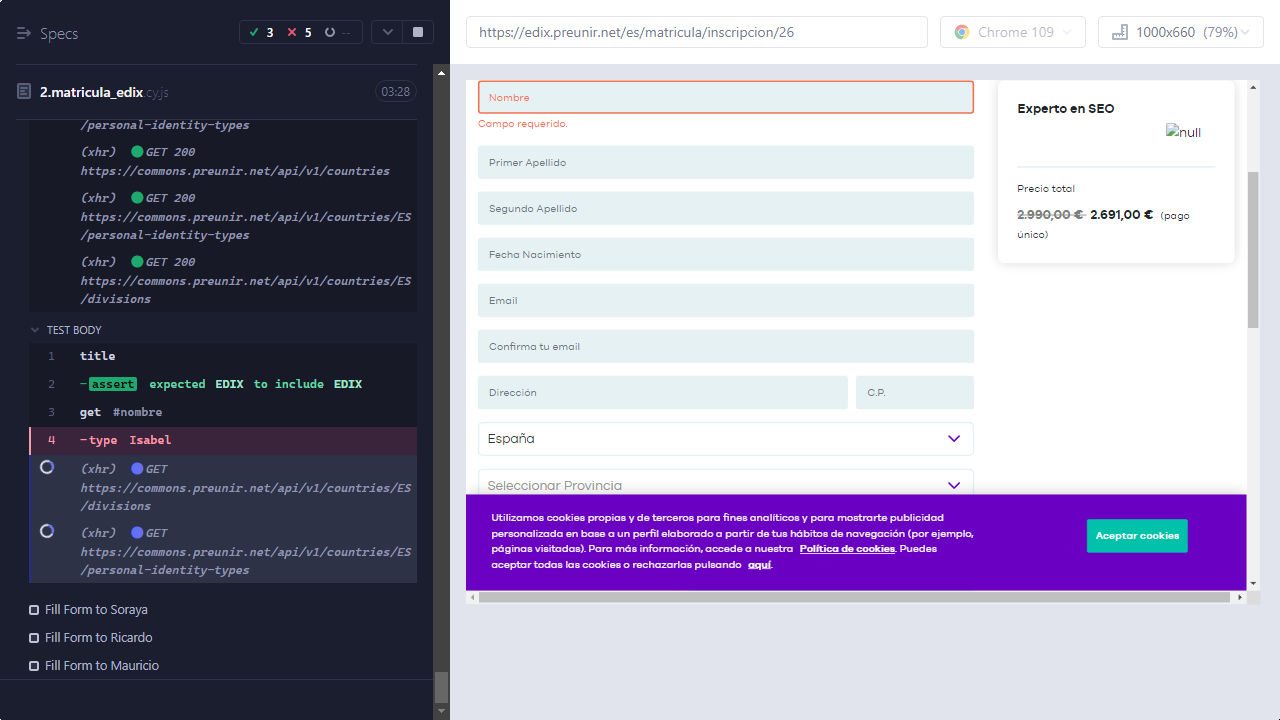 Specs
3
5
--
2.matricula_edix.cy.js
03:28
/personal-identity-types
(xhr) GET 200
https://commons.preunir.net/api/v1/countries
(xhr) GET 200
https://commons.preunir.net/api/v1/countries/ES
/personal-identity-types
(xhr) GET 200
https://commons.preunir.net/api/v1/countries/ES
/divisions
TEST BODY
1 title
2 -assert expected EDIX to include EDIX
3 get #nombre
4 -type Isabel
(xhr) GET
https://commons.preunir.net/api/v1/countries/ES
/divisions
(xhr) GET
https://commons.preunir.net/api/v1/countries/ES
/personal-identity-types
Fill Form to Soraya
Fill Form to Ricardo
Fill Form to Mauricio
https://edix.preunir.net/es/matricula/inscripcion/26
Chrome 109
1000x660 (79%)
Nombre
Campo requerido.
Primer Apellido
Segundo Apellido
Fecha Nacimiento
Email
Confirma tu email
Dirección
C.P.
España
Seleccionar Provincia
Experto en SEO
null
Precio total
2.990,00 € 2.691,00 € (pago
único)
Utilizamos cookies propias y de terceros para fines analíticos y para mostrarte publicidad
personalizada en base a un perfil elaborado a partir de tus hábitos de navegación (por ejemplo,
páginas visitadas). Para más información, accede a nuestra Política de cookies. Puedes
aceptar todas las cookies o rechazarlas pulsando aquí.
Aceptar cookies